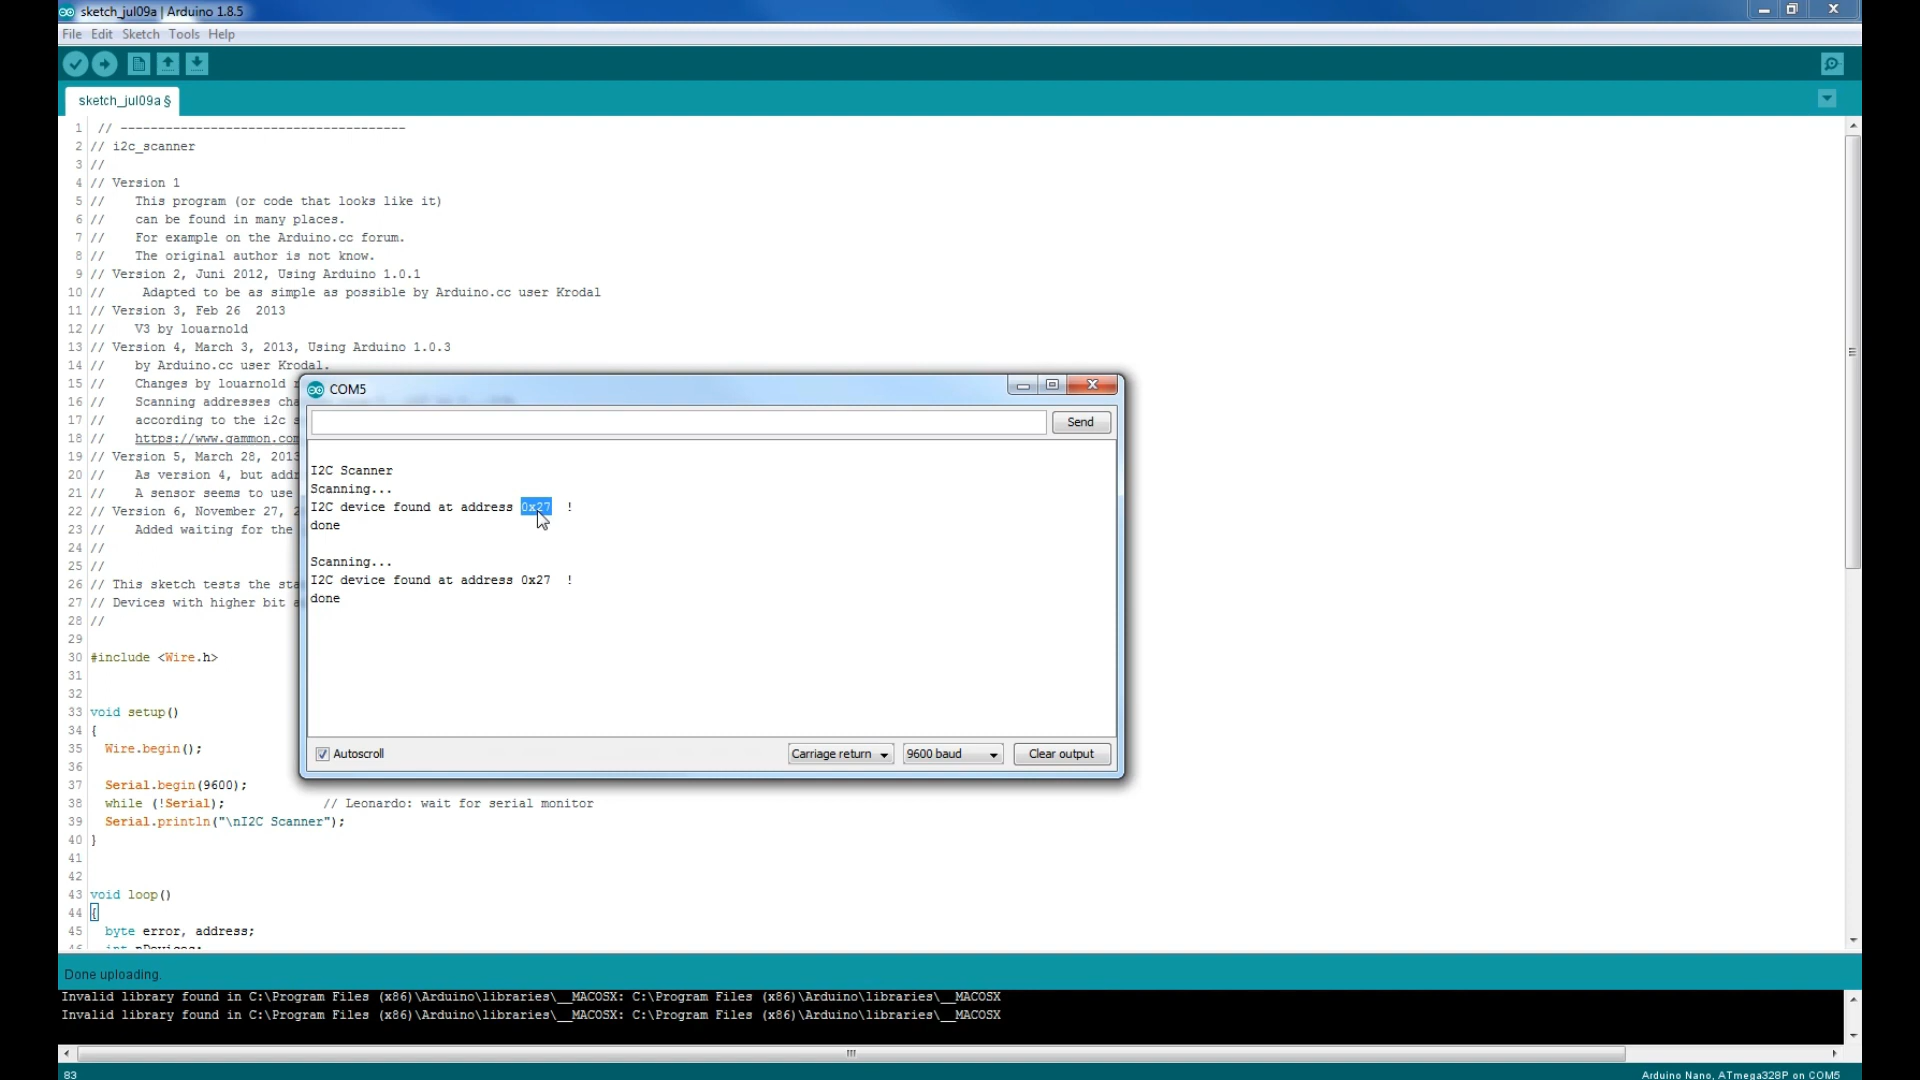 sketch_jul09a | Arduino 1.8.5
File Edit Sketch Tools Help
sketch_jul09a §
1 // --------------------------------------
2 // i2c_scanner
3 //
4 // Version 1
5 // This program (or code that looks like it)
6 // can be found in many places.
7 // For example on the Arduino.cc forum.
8 // The original author is not know.
9 // Version 2, Juni 2012, Using Arduino 1.0.1
10 // Adapted to be as simple as possible by Arduino.cc user Krodal
11 // Version 3, Feb 26 2013
12 // V3 by louarnold
13 // Version 4, March 3, 2013, Using Arduino 1.0.3
14 // by Arduino.cc user Krodal.
15 // Changes by louarnold
16 // Scanning addresses
17 // according to the i2c
18 // https://www.gammon.com
19 // Version 5, March 28, 2013
20 // As version 4, but
21 // A sensor seems to use
22 // Version 6, November 27,
23 // Added waiting for the
24 //
25 //
26 // This sketch tests the
27 // Devices with higher bit
28 //
29
30 #include <Wire.h>
31
32
33 void setup()
34 {
35 Wire.begin();
36
37 Serial.begin(9600);
38 while (!Serial); // Leonardo: wait for serial monitor
39 Serial.println("\nI2C Scanner");
40 }
41
42
43 void loop()
44 {
45 byte error, address;
COM5
Send
I2C Scanner
Scanning...
I2C device found at address 0x27 !
done
Scanning...
I2C device found at address 0x27 !
done
Autoscroll Carriage return 9600 baud Clear output
Done uploading.
Invalid library found in C:\Program Files (x86)\Arduino\libraries\__MACOSX: C:\Program Files (x86)\Arduino\libraries\__MACOSX
Invalid library found in C:\Program Files (x86)\Arduino\libraries\__MACOSX: C:\Program Files (x86)\Arduino\libraries\__MACOSX
83 Arduino Nano, ATmega328P on COM5